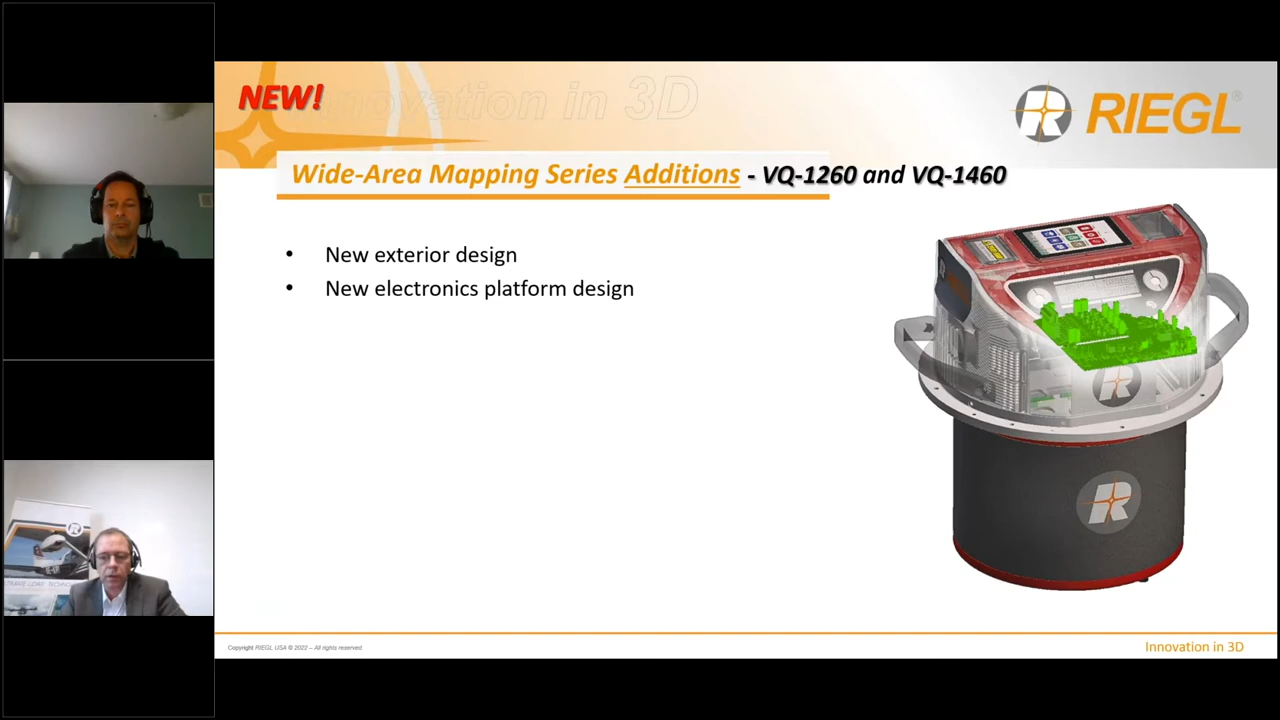 NEW!
Innovation in 3D
RIEGL®
Wide-Area Mapping Series Additions - VQ-1260 and VQ-1460
• New exterior design
• New electronics platform design
Copyright RIEGL USA © 2022 – All rights reserved
Innovation in 3D